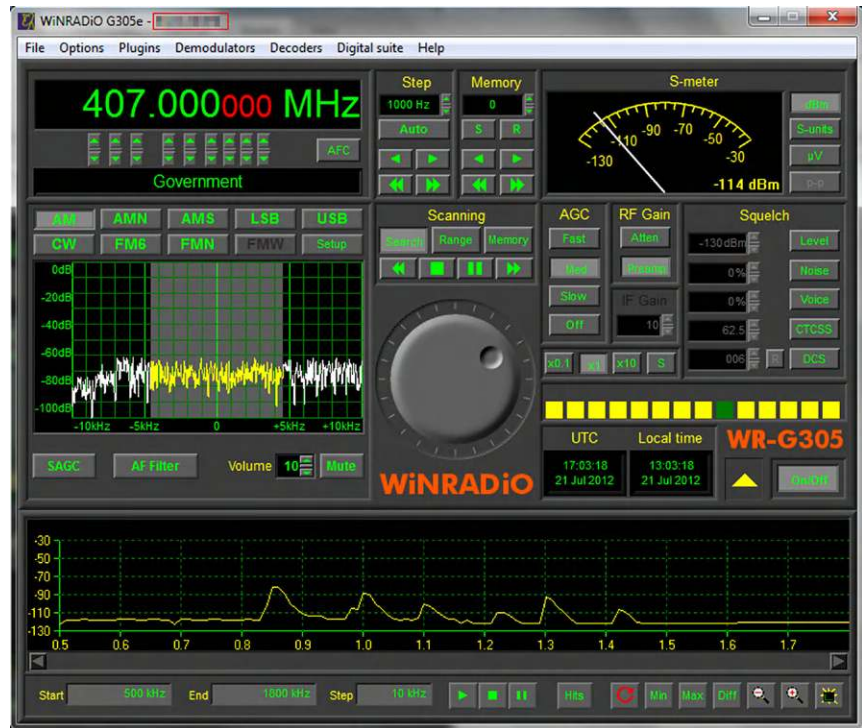 WiNRADiO G305e -
File Options Plugins Demodulators Decoders Digital suite Help
407.000000 MHz
AFC
Government
Step Memory
1000 Hz 0
Auto S R
S-meter
-130 -110 -90 -70 -50 -30
-114 dBm
dBm
S-units
µV
p-p
AM AMN AMS LSB USB
CW FM6 FMN FMW Setup
0dB
-20dB
-40dB
-60dB
-80dB
-100dB
-10kHz -5kHz 0 +5kHz +10kHz
SAGC AF Filter Volume 10 Mute
Scanning
Search Range Memory
WiNRADiO
AGC
Fast
Med
Slow
Off
RF Gain
Atten
Preamp
IF Gain
10
x0.1 x1 x10 S
Squelch
-130 dBm Level
0% Noise
0% Voice
62.5 CTCSS
006 R DCS
UTC Local time
17:03:18 13:03:18
21 Jul 2012 21 Jul 2012
WR-G305
On/Off
-30
-50
-70
-90
-110
-130
0.5 0.6 0.7 0.8 0.9 1.0 1.1 1.2 1.3 1.4 1.5 1.6 1.7
Start 500 kHz End 1800 kHz Step 10 kHz Hits Min Max Diff